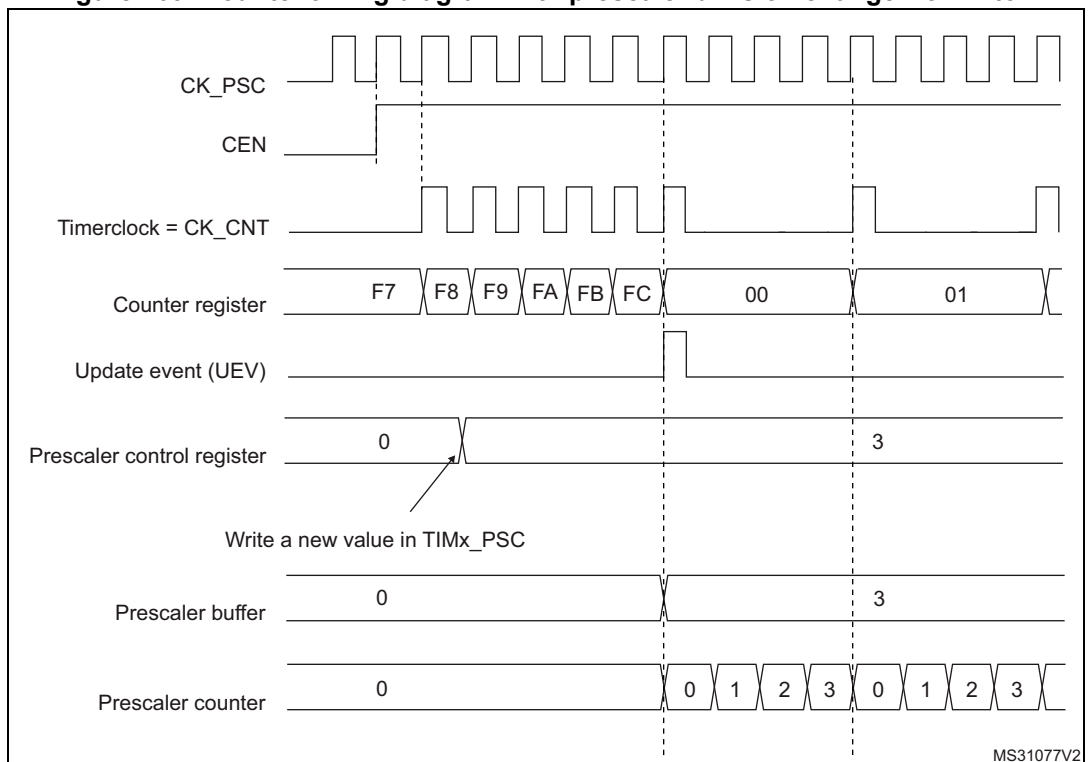 CK_PSC
CEN
Timerclock = CK_CNT
Counter register
F7 F8 F9 FA FB FC 00 01
Update event (UEV)
Prescaler control register
0 3
Write a new value in TIMx_PSC
Prescaler buffer
0 3
Prescaler counter
0 0 1 2 3 0 1 2 3
MS31077V2